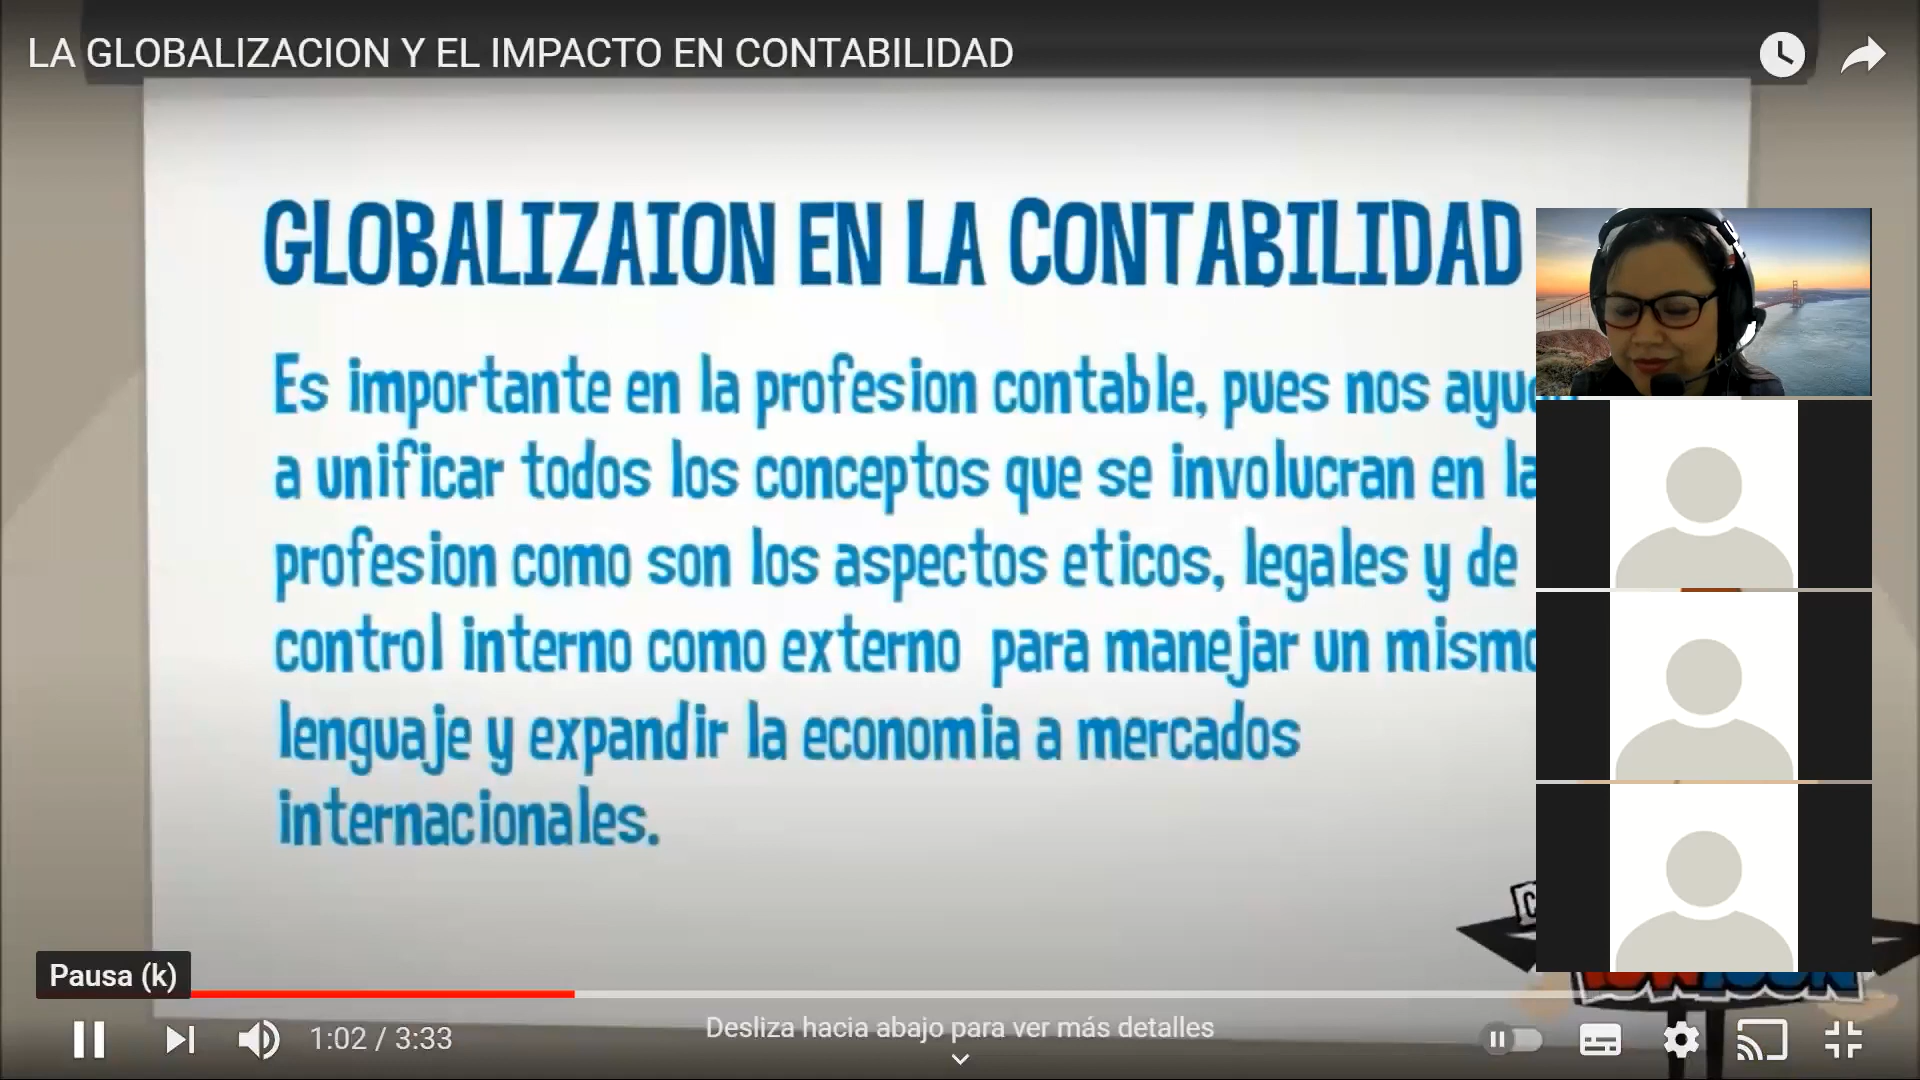 LA GLOBALIZACION Y EL IMPACTO EN CONTABILIDAD
GLOBALIZAION EN LA CONTABILIDAD
Es importante en la profesion contable, pues nos
a unificar todos los conceptos que se involucran en la
profesion como son los aspectos eticos, legales y de
control interno como externo para manejar un mismo
lenguaje y expandir la economia a mercados
internacionales.
Pausa (k)
1:02 / 3:33
Desliza hacia abajo para ver más detalles